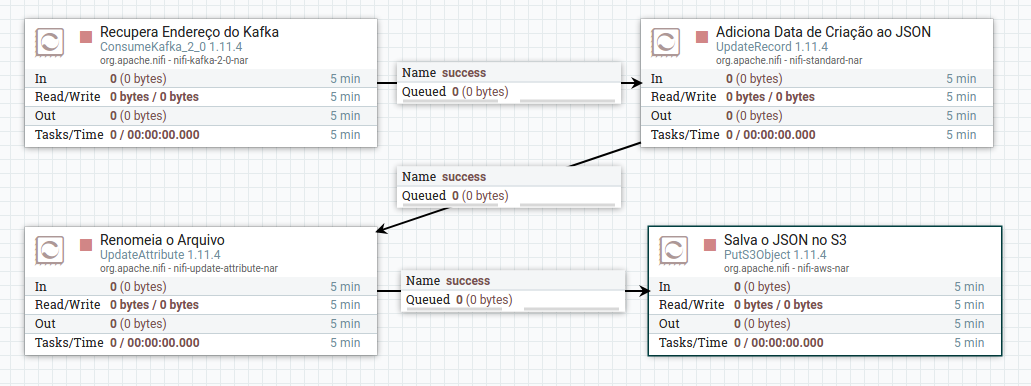 Recupera Endereço do Kafka
ConsumeKafka_2_0 1.11.4
org.apache.nifi - nifi-kafka-2-0-nar
In 0 (0 bytes) 5 min
Read/Write 0 bytes / 0 bytes 5 min
Out 0 (0 bytes) 5 min
Tasks/Time 0 / 00:00:00.000 5 min
Name success
Queued 0 (0 bytes)
Adiciona Data de Criação ao JSON
UpdateRecord 1.11.4
org.apache.nifi - nifi-standard-nar
In 0 (0 bytes) 5 min
Read/Write 0 bytes / 0 bytes 5 min
Out 0 (0 bytes) 5 min
Tasks/Time 0 / 00:00:00.000 5 min
Name success
Queued 0 (0 bytes)
Renomeia o Arquivo
UpdateAttribute 1.11.4
org.apache.nifi - nifi-update-attribute-nar
In 0 (0 bytes) 5 min
Read/Write 0 bytes / 0 bytes 5 min
Out 0 (0 bytes) 5 min
Tasks/Time 0 / 00:00:00.000 5 min
Name success
Queued 0 (0 bytes)
Salva o JSON no S3
PutS3Object 1.11.4
org.apache.nifi - nifi-aws-nar
In 0 (0 bytes) 5 min
Read/Write 0 bytes / 0 bytes 5 min
Out 0 (0 bytes) 5 min
Tasks/Time 0 / 00:00:00.000 5 min